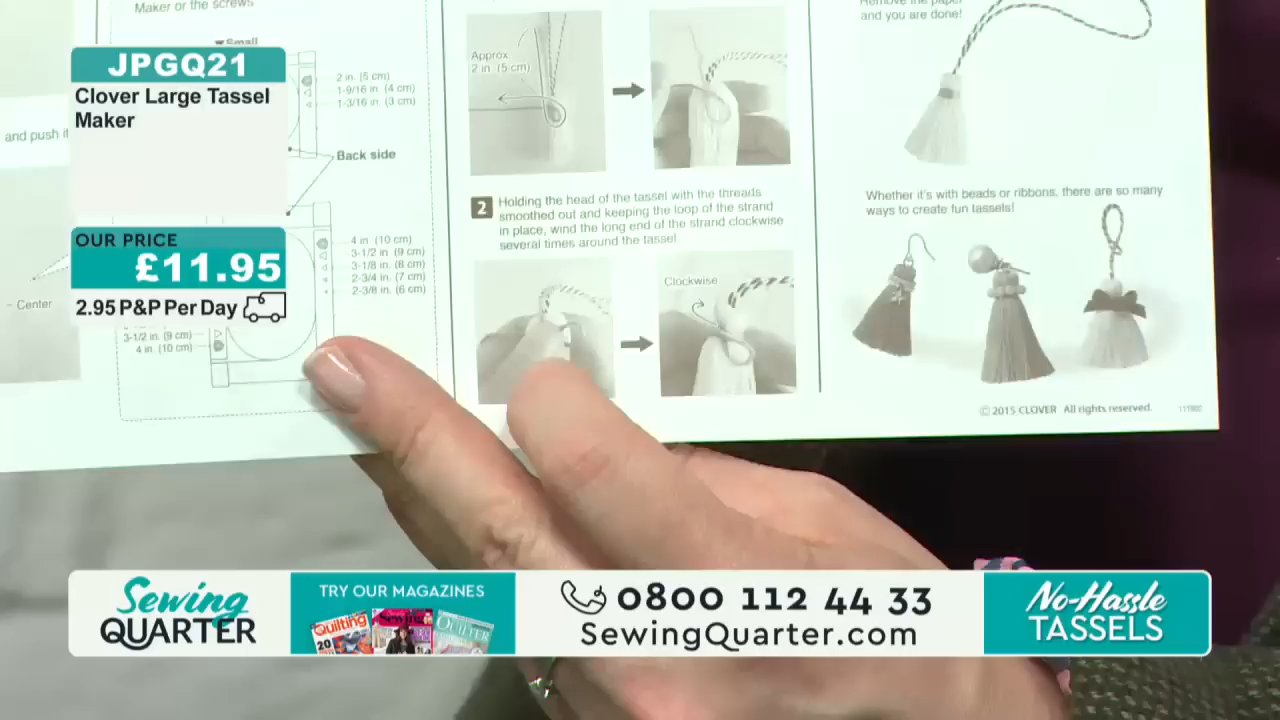 Maker or the screws
Small
2 in. (5 cm)
1-9/16 in. (4 cm)
1-3/16 in. (3 cm)
Back side
and push it
4 in (10 cm)
3-1/2 in. (9 cm)
3-1/8 in. (8 cm)
2-3/4 in. (7 cm)
2-3/8 in. (6 cm)
– Center
3-1/2 in. (9 cm)
4 in. (10 cm)
JPGQ21
Clover Large Tassel
Maker
OUR PRICE
£11.95
2.95 P&P Per Day
Approx.
2 in. (5 cm)
2 Holding the head of the tassel with the threads
smoothed out and keeping the loop of the strand
in place, wind the long end of the strand clockwise
several times around the tassel.
Clockwise
Remove the paper
and you are done!
Whether it's with beads or ribbons, there are so many
ways to create fun tassels!
© 2015 CLOVER All rights reserved.
Sewing
QUARTER
TRY OUR MAGAZINES
Quilting
20
Sewing
QUILTER
0800 112 44 33
SewingQuarter.com
No-Hassle
TASSELS